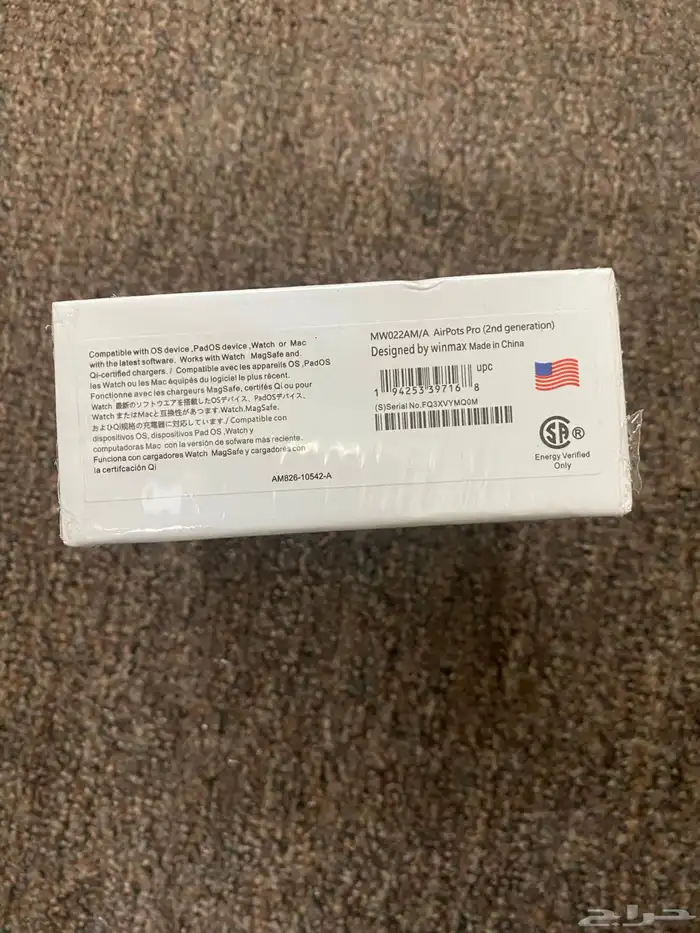 Compatible with OS device ,PadOS device ,Watch or Mac
with the latest software. Works with Watch MagSafe and.
Qi-certified chargers. / Compatible avec les appareils OS ,PadOS
les Watch ou les Mac équipés du logiciel le plus récent.
Fonctionne avec les chargeurs MagSafe, certifés Qi ou pour
Watch 最新のソフトウエアを搭載したOSデバイス、PadOSデバイス、
Watch またはMacと互換性があつます.Watch.MagSafe.
およびQi規格の充電器に対応しています./ Compatible con
dispositivos OS, dispositivos Pad OS ,Watch y
computadoras Mac con la versión de sofware más reciente.
Funciona con cargadores Watch MagSafe y cargadores con
la certifcación Qi
AM826-10542-A
MW022AM/A AirPots Pro (2nd generation)
Designed by winmax Made in China
upc
1 94253 39716 8
(S)Serial No.FQ3XVYMQ0M
SA ®
Energy Verified
Only
حراج